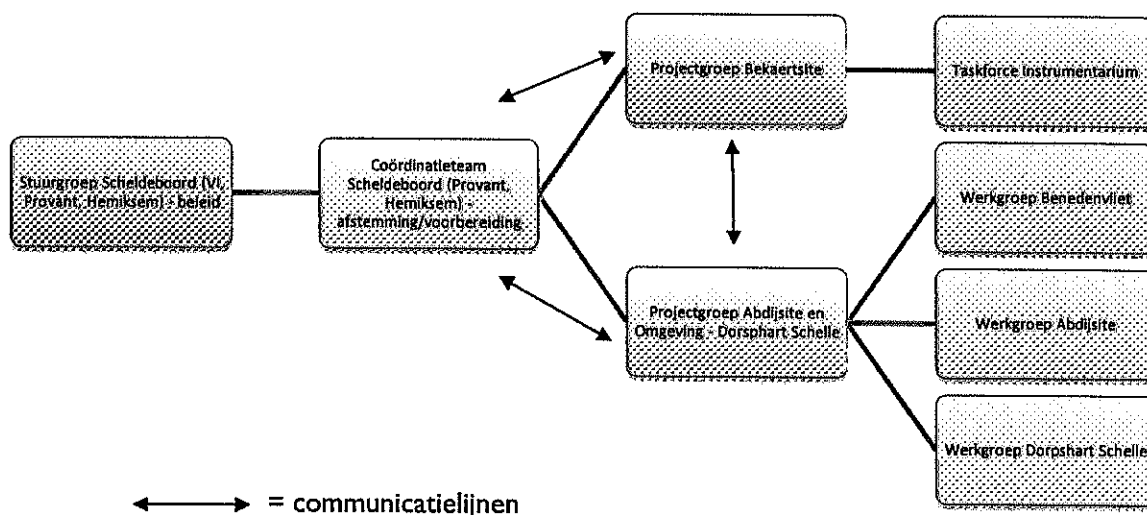 Stuurgroep Scheldeboord (Vl,
Provant, Hemiksem) - beleid
Coördinatieteam
Scheldeboord (Provant,
Hemiksem) -
afstemming/voorbereiding
Projectgroep Bekaertsite
Projectgroep Abdijsite en
Omgeving - Dorsphart Schelle
Taskforce Instrumentarium
Werkgroep Benedenvliet
Werkgroep Abdijsite
Werkgroep Dorpshart Schelle
= communicatielijnen